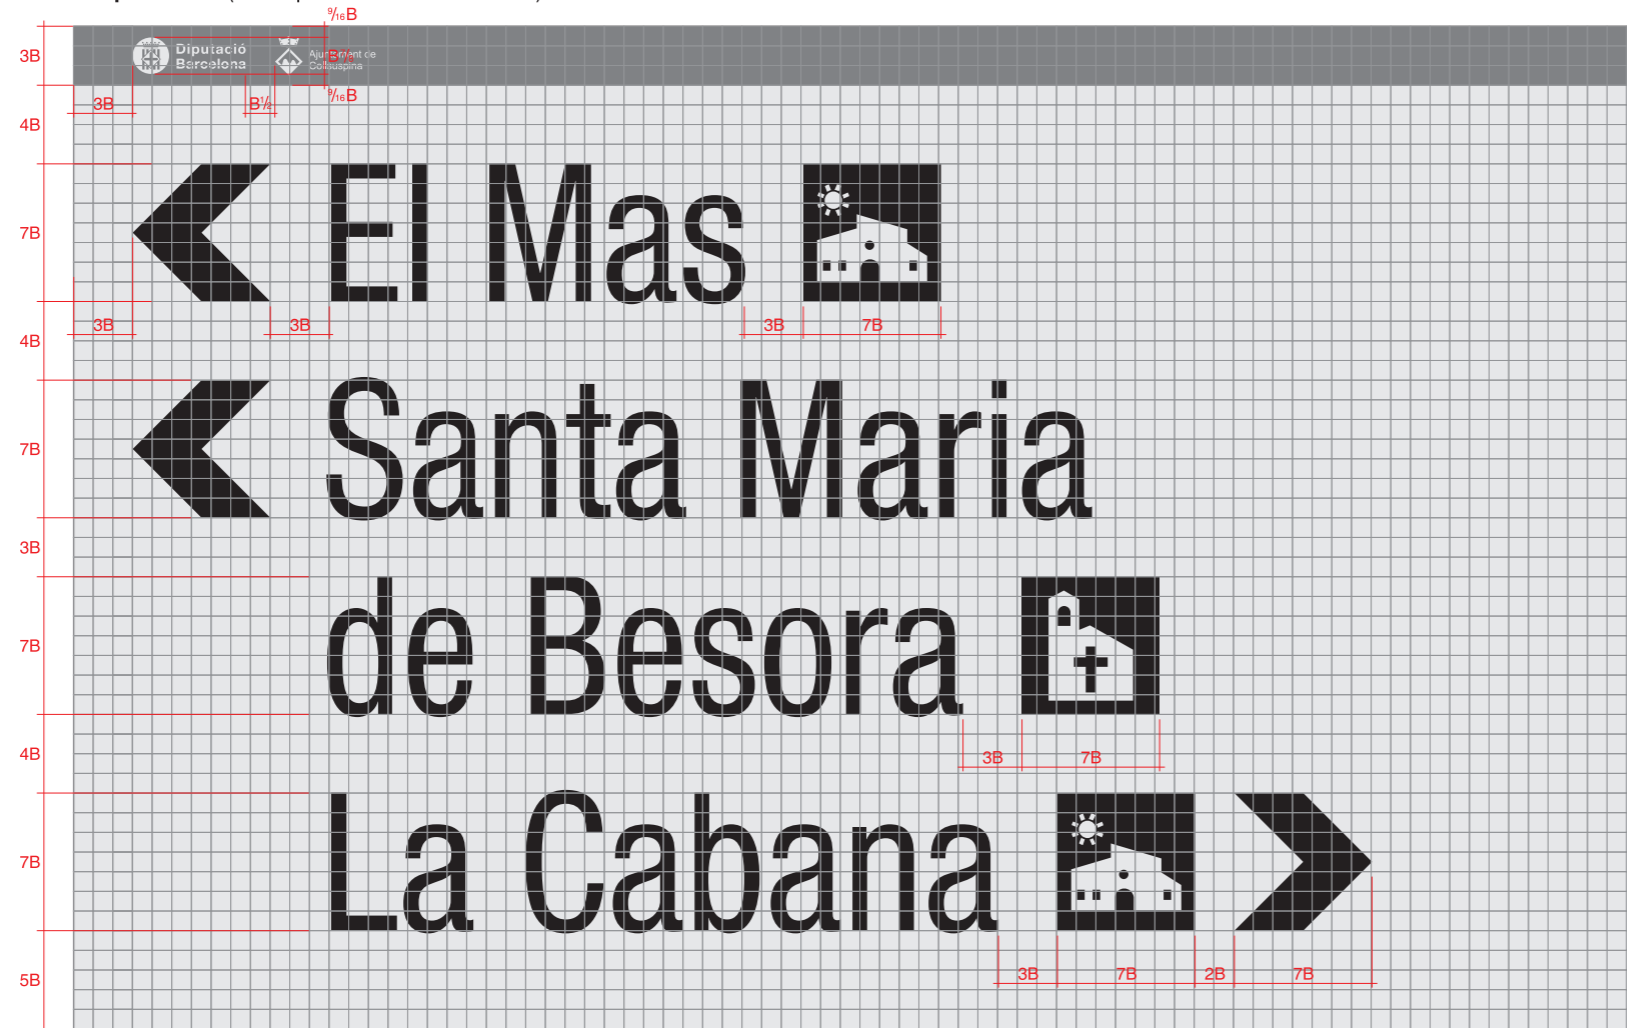 9/16B
3B
Diputació
Barcelona
Ajuntament de
Collsuspina
B⅞
9/16B
3B
B½
4B
El Mas
7B
3B
3B
3B
7B
4B
Santa Maria
7B
3B
de Besora
7B
3B
7B
4B
La Cabana
7B
3B
7B
2B
7B
5B